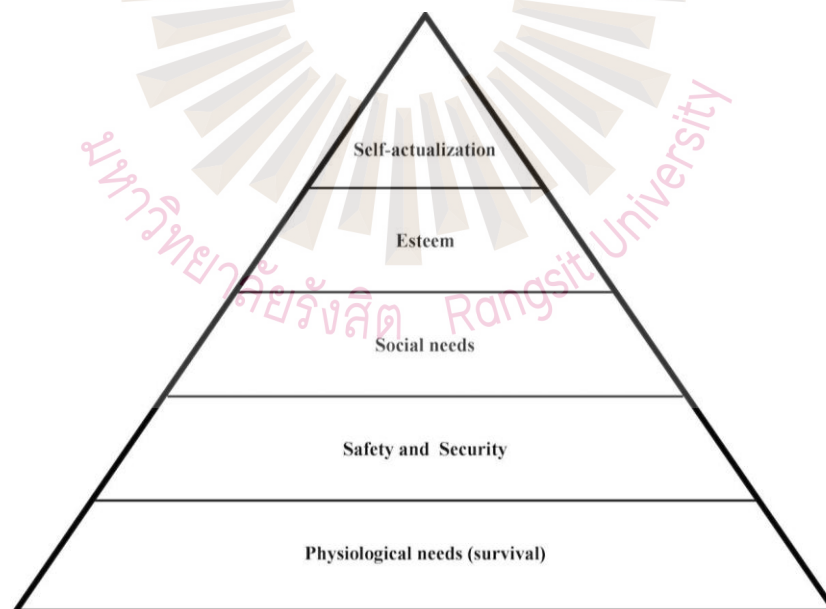 Self-actualization
Esteem
มหาวิทยาลัยรังสิต Rangsit University
Social needs
Safety and Security
Physiological needs (survival)